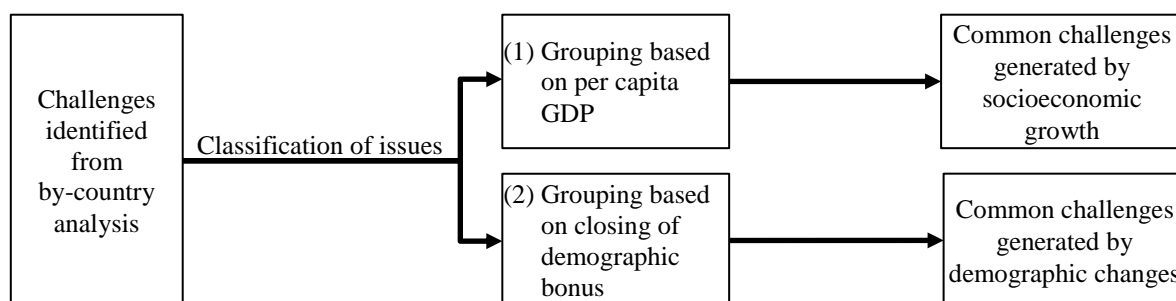 Challenges
identified
from
by-country
analysis
Classification of issues
(1) Grouping based
on per capita
GDP
(2) Grouping based
on closing of
demographic
bonus
Common challenges
generated by
socioeconomic
growth
Common challenges
generated by
demographic changes